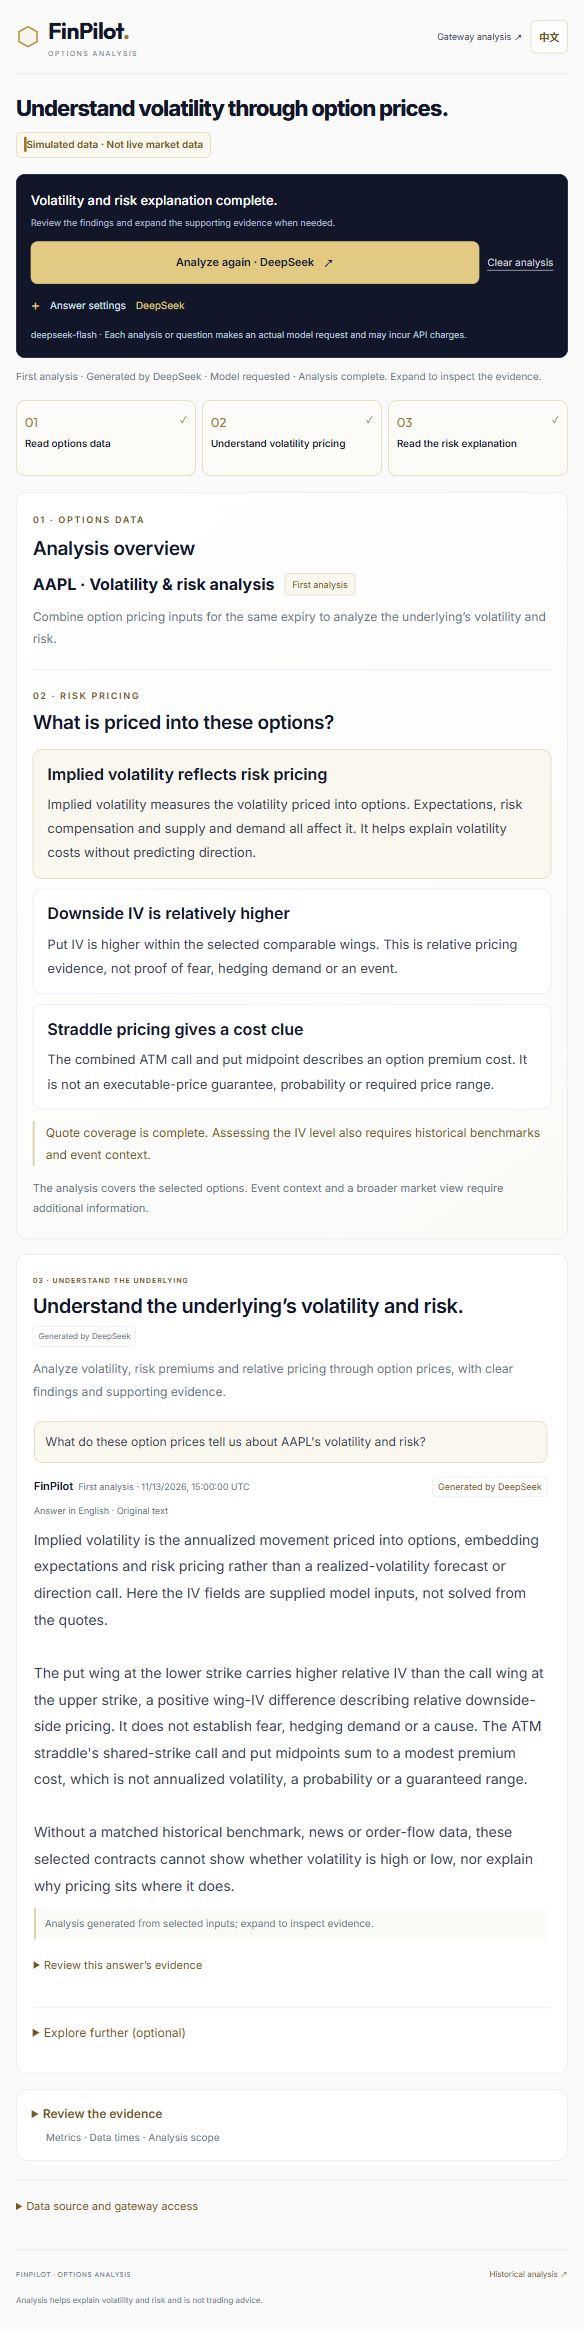 FinPilot.
OPTIONS ANALYSIS
Gateway analysis ↗
中文
Understand volatility through option prices.
Simulated data · Not live market data
Volatility and risk explanation complete.
Review the findings and expand the supporting evidence when needed.
Analyze again · DeepSeek ↗
Clear analysis
+ Answer settings DeepSeek
deepseek-flash · Each analysis or question makes an actual model request and may incur API charges.
First analysis · Generated by DeepSeek · Model requested · Analysis complete. Expand to inspect the evidence.
01 ✓
Read options data
02 ✓
Understand volatility pricing
03 ✓
Read the risk explanation
01 · OPTIONS DATA
Analysis overview
AAPL · Volatility & risk analysis First analysis
Combine option pricing inputs for the same expiry to analyze the underlying’s volatility and
risk.
02 · RISK PRICING
What is priced into these options?
Implied volatility reflects risk pricing
Implied volatility measures the volatility priced into options. Expectations, risk
compensation and supply and demand all affect it. It helps explain volatility
costs without predicting direction.
Downside IV is relatively higher
Put IV is higher within the selected comparable wings. This is relative pricing
evidence, not proof of fear, hedging demand or an event.
Straddle pricing gives a cost clue
The combined ATM call and put midpoint describes an option premium cost. It
is not an executable-price guarantee, probability or required price range.
Quote coverage is complete. Assessing the IV level also requires historical benchmarks
and event context.
The analysis covers the selected options. Event context and a broader market view require
additional information.
03 · UNDERSTAND THE UNDERLYING
Understand the underlying’s volatility and risk.
Generated by DeepSeek
Analyze volatility, risk premiums and relative pricing through option prices, with clear
findings and supporting evidence.
What do these option prices tell us about AAPL's volatility and risk?
FinPilot First analysis · 11/13/2026, 15:00:00 UTC
Generated by DeepSeek
Answer in English · Original text
Implied volatility is the annualized movement priced into options, embedding
expectations and risk pricing rather than a realized-volatility forecast or
direction call. Here the IV fields are supplied model inputs, not solved from
the quotes.
The put wing at the lower strike carries higher relative IV than the call wing at
the upper strike, a positive wing-IV difference describing relative downside-
side pricing. It does not establish fear, hedging demand or a cause. The ATM
straddle's shared-strike call and put midpoints sum to a modest premium
cost, which is not annualized volatility, a probability or a guaranteed range.
Without a matched historical benchmark, news or order-flow data, these
selected contracts cannot show whether volatility is high or low, nor explain
why pricing sits where it does.
Analysis generated from selected inputs; expand to inspect evidence.
▶ Review this answer’s evidence
▶ Explore further (optional)
▶ Review the evidence
Metrics · Data times · Analysis scope
▶ Data source and gateway access
FINPILOT · OPTIONS ANALYSIS
Historical analysis ↗
Analysis helps explain volatility and risk and is not trading advice.